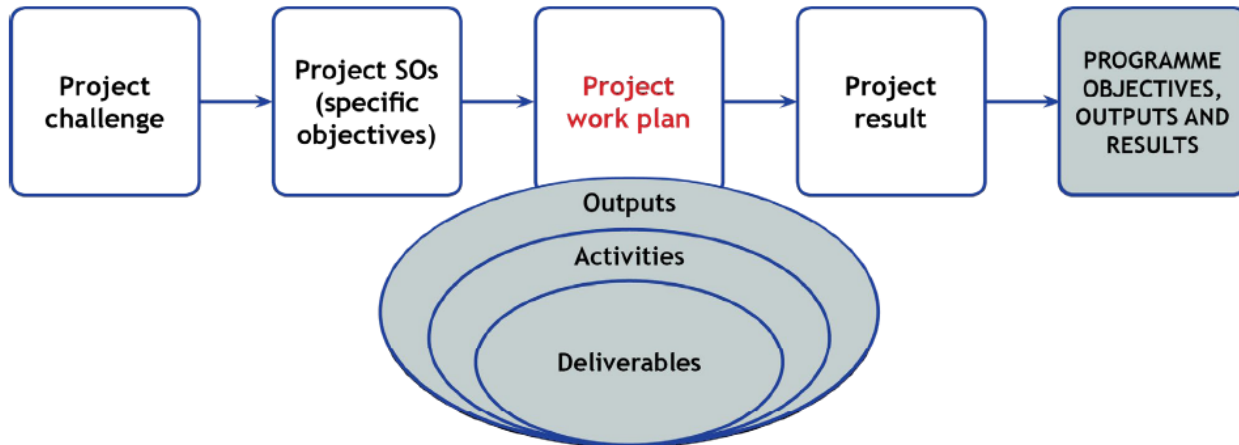 Project
challenge
Project SOs
(specific
objectives)
Project
work plan
Project
result
PROGRAMME
OBJECTIVES,
OUTPUTS AND
RESULTS
Outputs
Activities
Deliverables